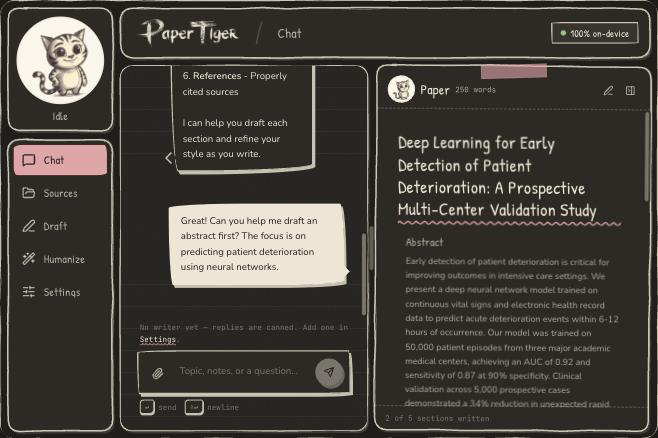 Paper Tiger
Chat
100% on-device
Idle
Chat
Sources
Draft
Humanize
Settings
6. References - Properly
cited sources
I can help you draft each
section and refine your
style as you write.
Great! Can you help me draft an
abstract first? The focus is on
predicting patient deterioration
using neural networks.
No writer yet — replies are canned. Add one in
Settings.
Topic, notes, or a question...
send
newline
Paper 250 words
Deep Learning for Early
Detection of Patient
Deterioration: A Prospective
Multi-Center Validation Study
Abstract
Early detection of patient deterioration is critical for
improving outcomes in intensive care settings. We
present a deep neural network model trained on
continuous vital signs and electronic health record
data to predict acute deterioration events within 6-12
hours of occurrence. Our model was trained on
50,000 patient episodes from three major academic
medical centers, achieving an AUC of 0.92 and
sensitivity of 0.87 at 90% specificity. Clinical
validation across 5,000 prospective cases
demonstrated a 34% reduction in unexpected rapid
2 of 5 sections written